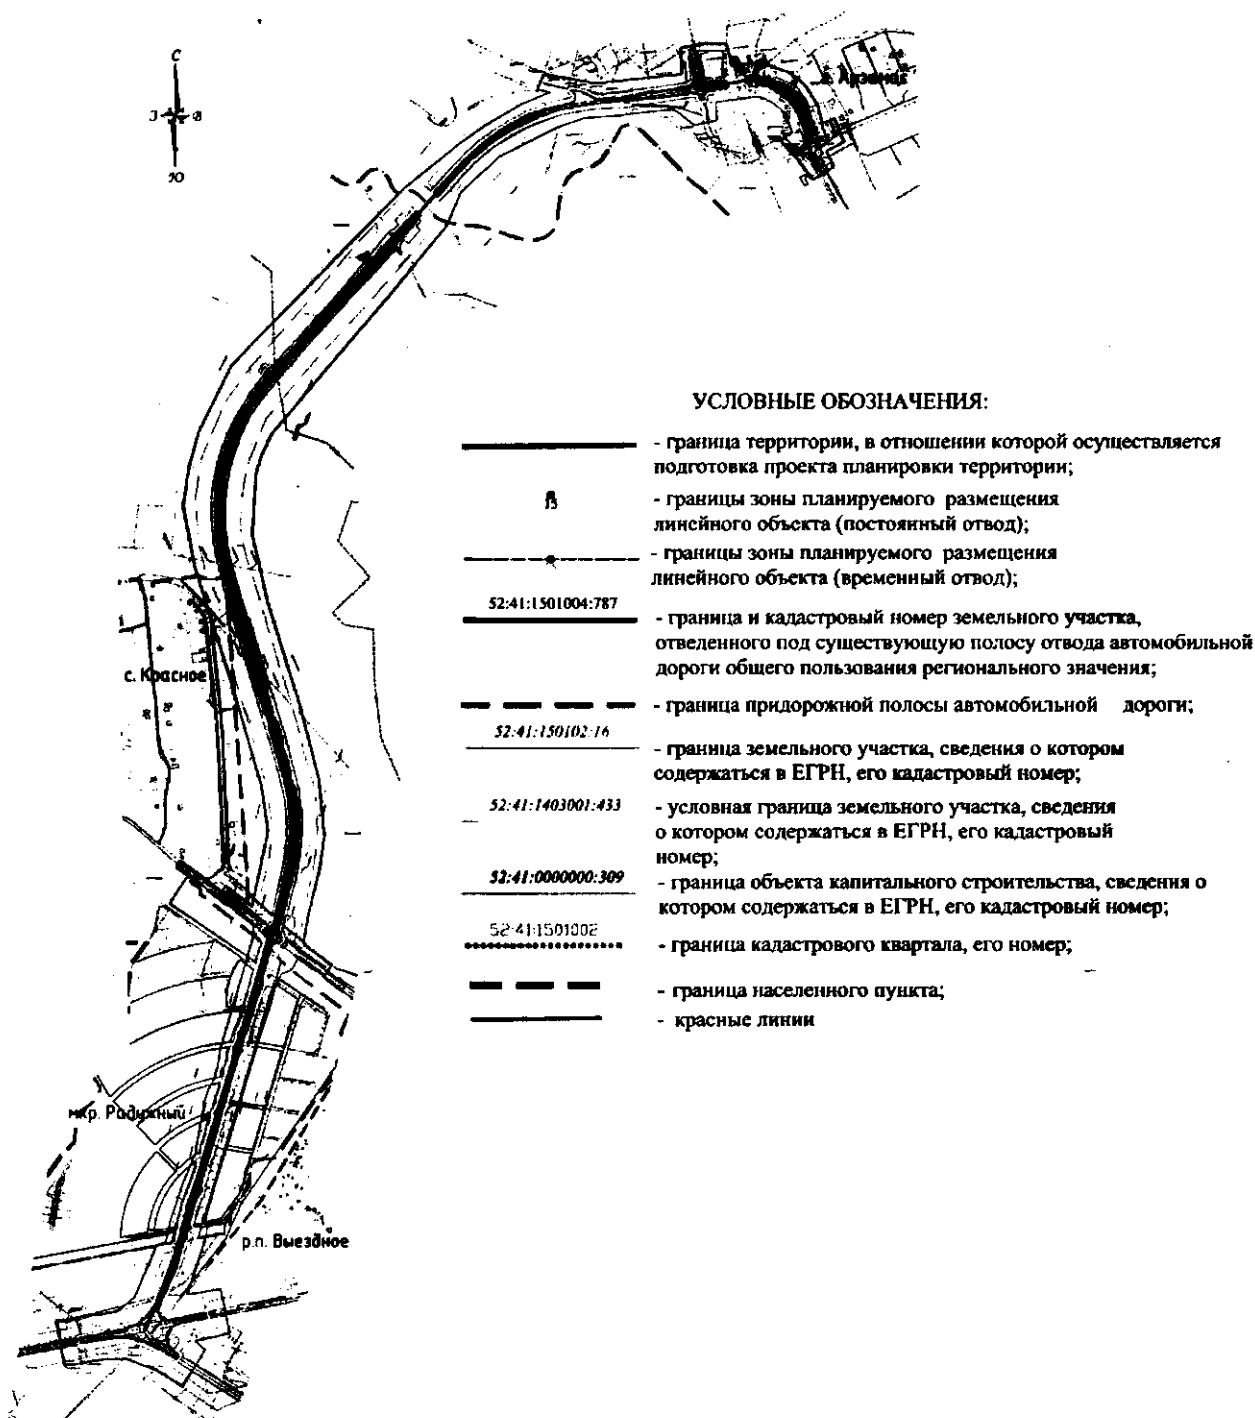 С
З
В
Ю
г. Арзамас
УСЛОВНЫЕ ОБОЗНАЧЕНИЯ:
- граница территории, в отношении которой осуществляется
подготовка проекта планировки территории;
- границы зоны планируемого размещения
линейного объекта (постоянный отвод);
- границы зоны планируемого размещения
линейного объекта (временный отвод);
52:41:1501004:787
- граница и кадастровый номер земельного участка,
отведенного под существующую полосу отвода автомобильной
дороги общего пользования регионального значения;
- граница придорожной полосы автомобильной дороги;
52:41:150102:16
- граница земельного участка, сведения о котором
содержаться в ЕГРН, его кадастровый номер;
52:41:1403001:433
- условная граница земельного участка, сведения
о котором содержаться в ЕГРН, его кадастровый
номер;
52:41:0000000:309
- граница объекта капитального строительства, сведения о
котором содержаться в ЕГРН, его кадастровый номер;
52:41:1501002
- граница кадастрового квартала, его номер;
- граница населенного пункта;
- красные линии
с. Красное
мкр. Радужный
р.п. Выездное